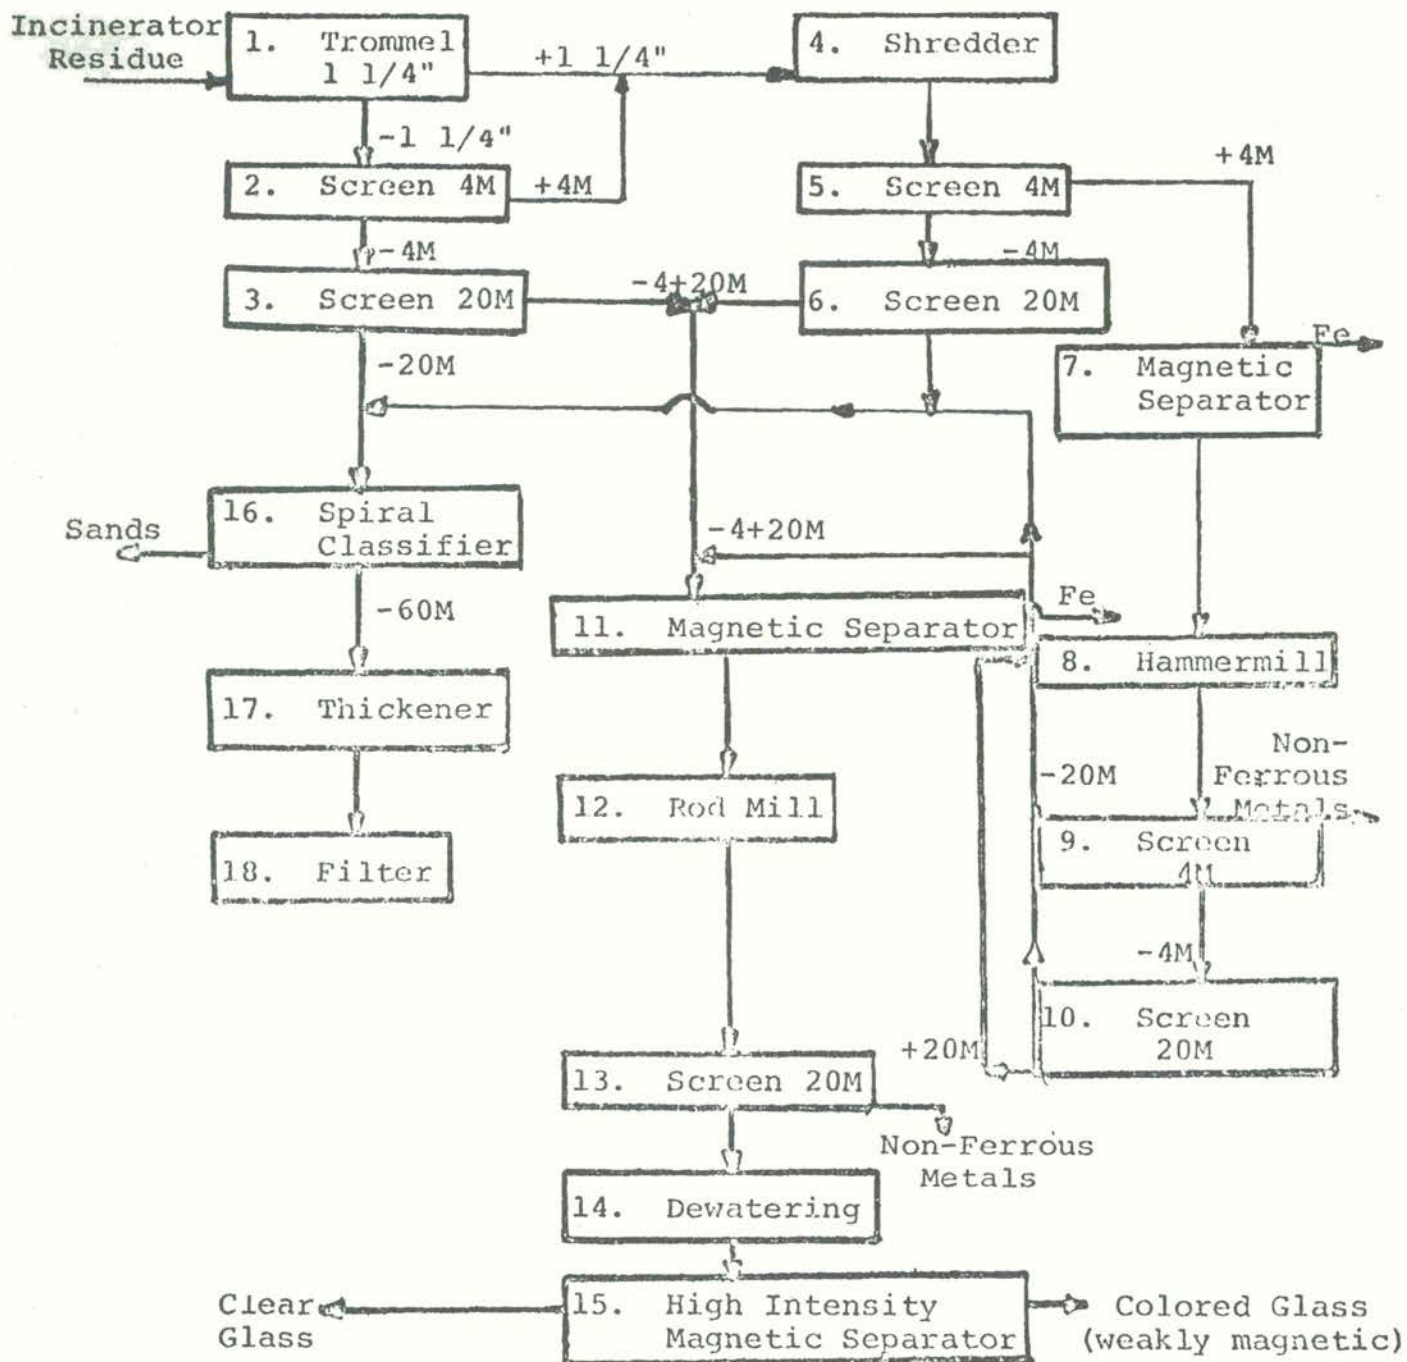 Incinerator
Residue
1. Trommel
1 1/4"
+1 1/4"
4. Shredder
-1 1/4"
2. Screen 4M
+4M
5. Screen 4M
+4M
-4M
-4M
3. Screen 20M
-4+20M
6. Screen 20M
Fe
7. Magnetic
Separator
-20M
16. Spiral
Classifier
Sands
-4+20M
-60M
Fe
11. Magnetic Separator
8. Hammermill
17. Thickener
Non-
Ferrous
Metals
-20M
12. Rod Mill
9. Screen
4M
18. Filter
-4M
10. Screen
20M
+20M
13. Screen 20M
Non-Ferrous
Metals
14. Dewatering
15. High Intensity
Magnetic Separator
Clear
Glass
Colored Glass
(weakly magnetic)